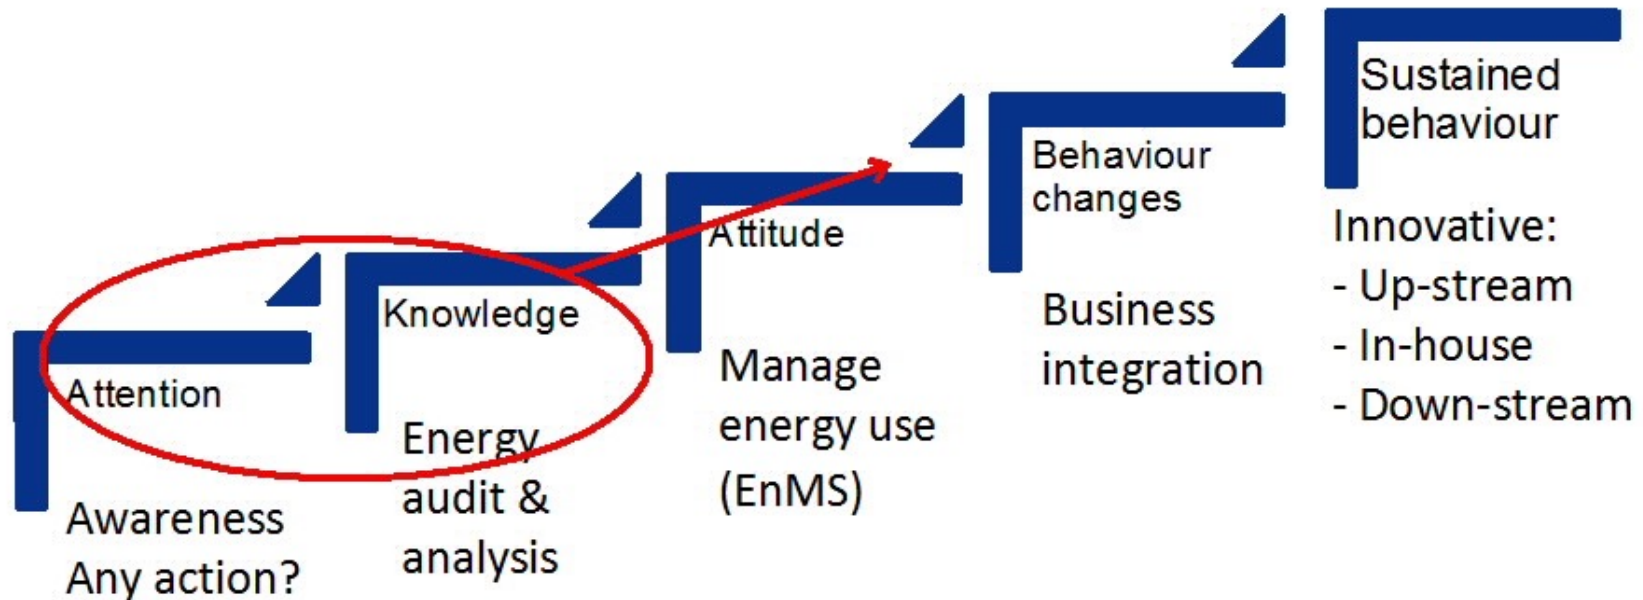 Attention
Awareness
Any action?
Knowledge
Energy
audit &
analysis
Attitude
Manage
energy use
(EnMS)
Behaviour
changes
Business
integration
Sustained
behaviour
Innovative:
- Up-stream
- In-house
- Down-stream